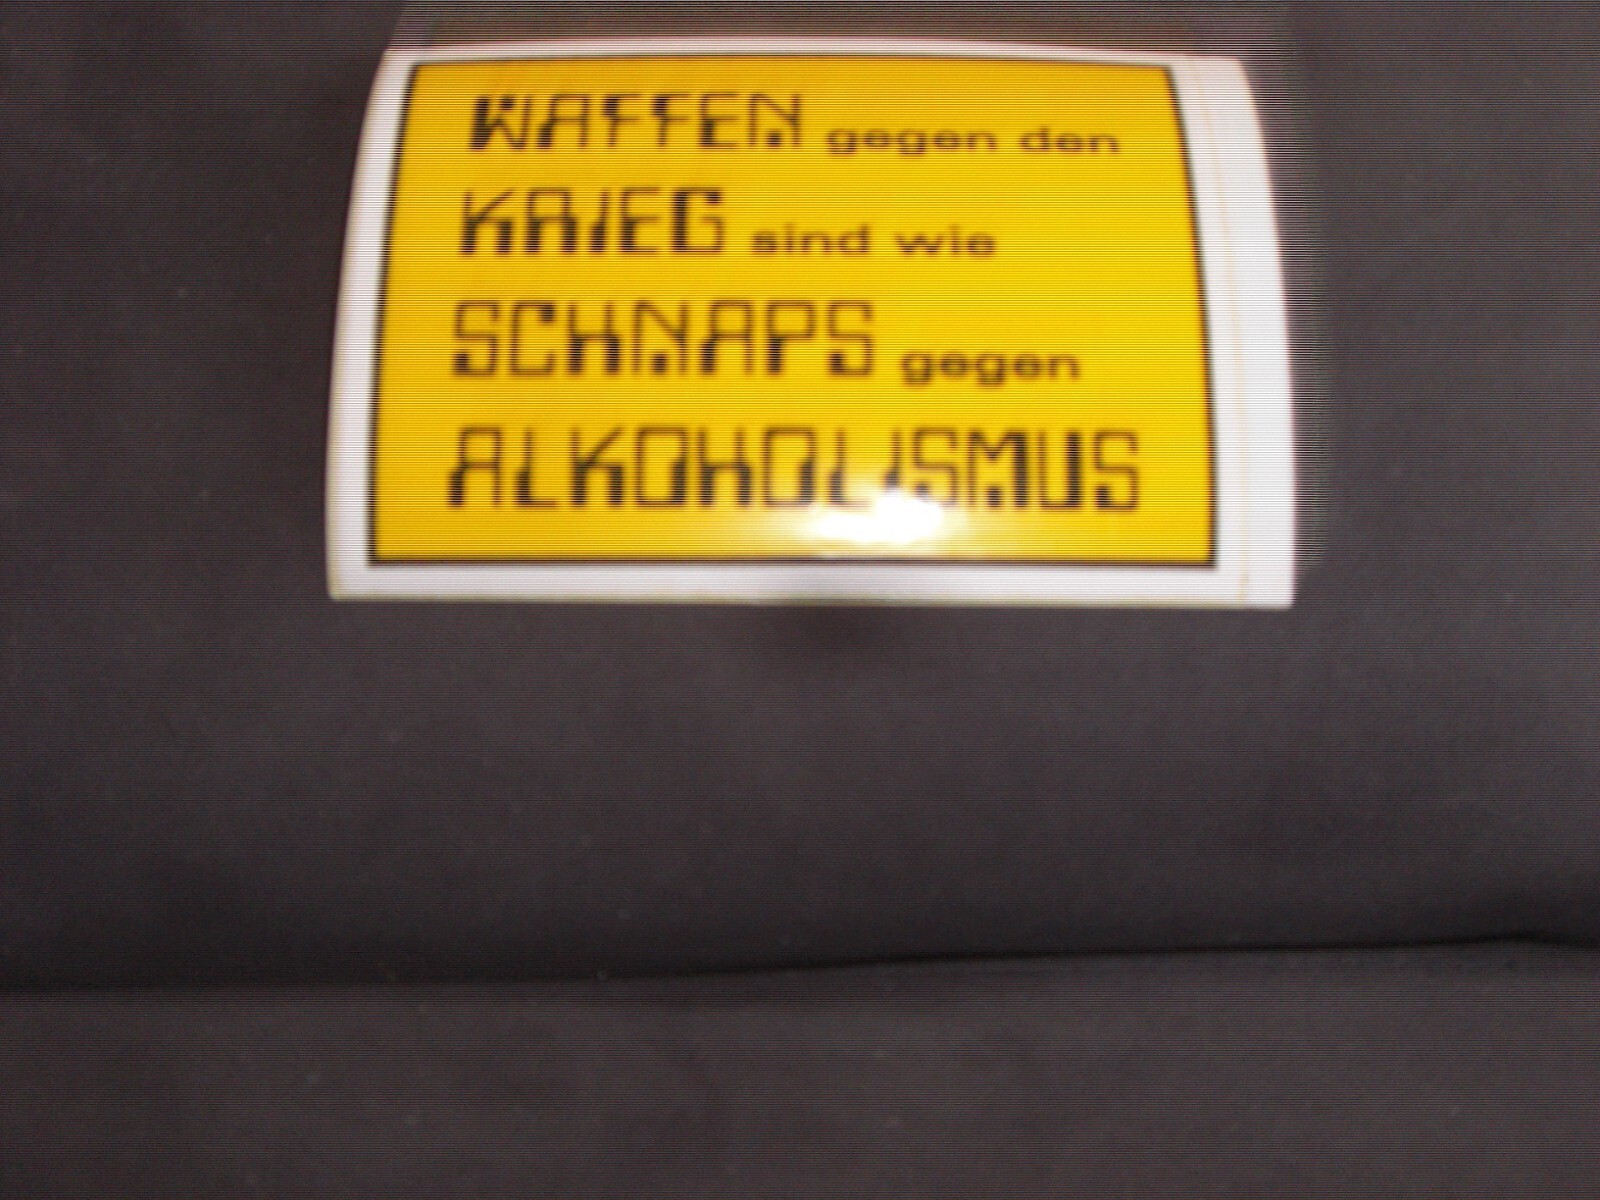 WAFFEN gegen den
KRIEG sind wie
SCHNAPS gegen
ALKOHOLISMUS